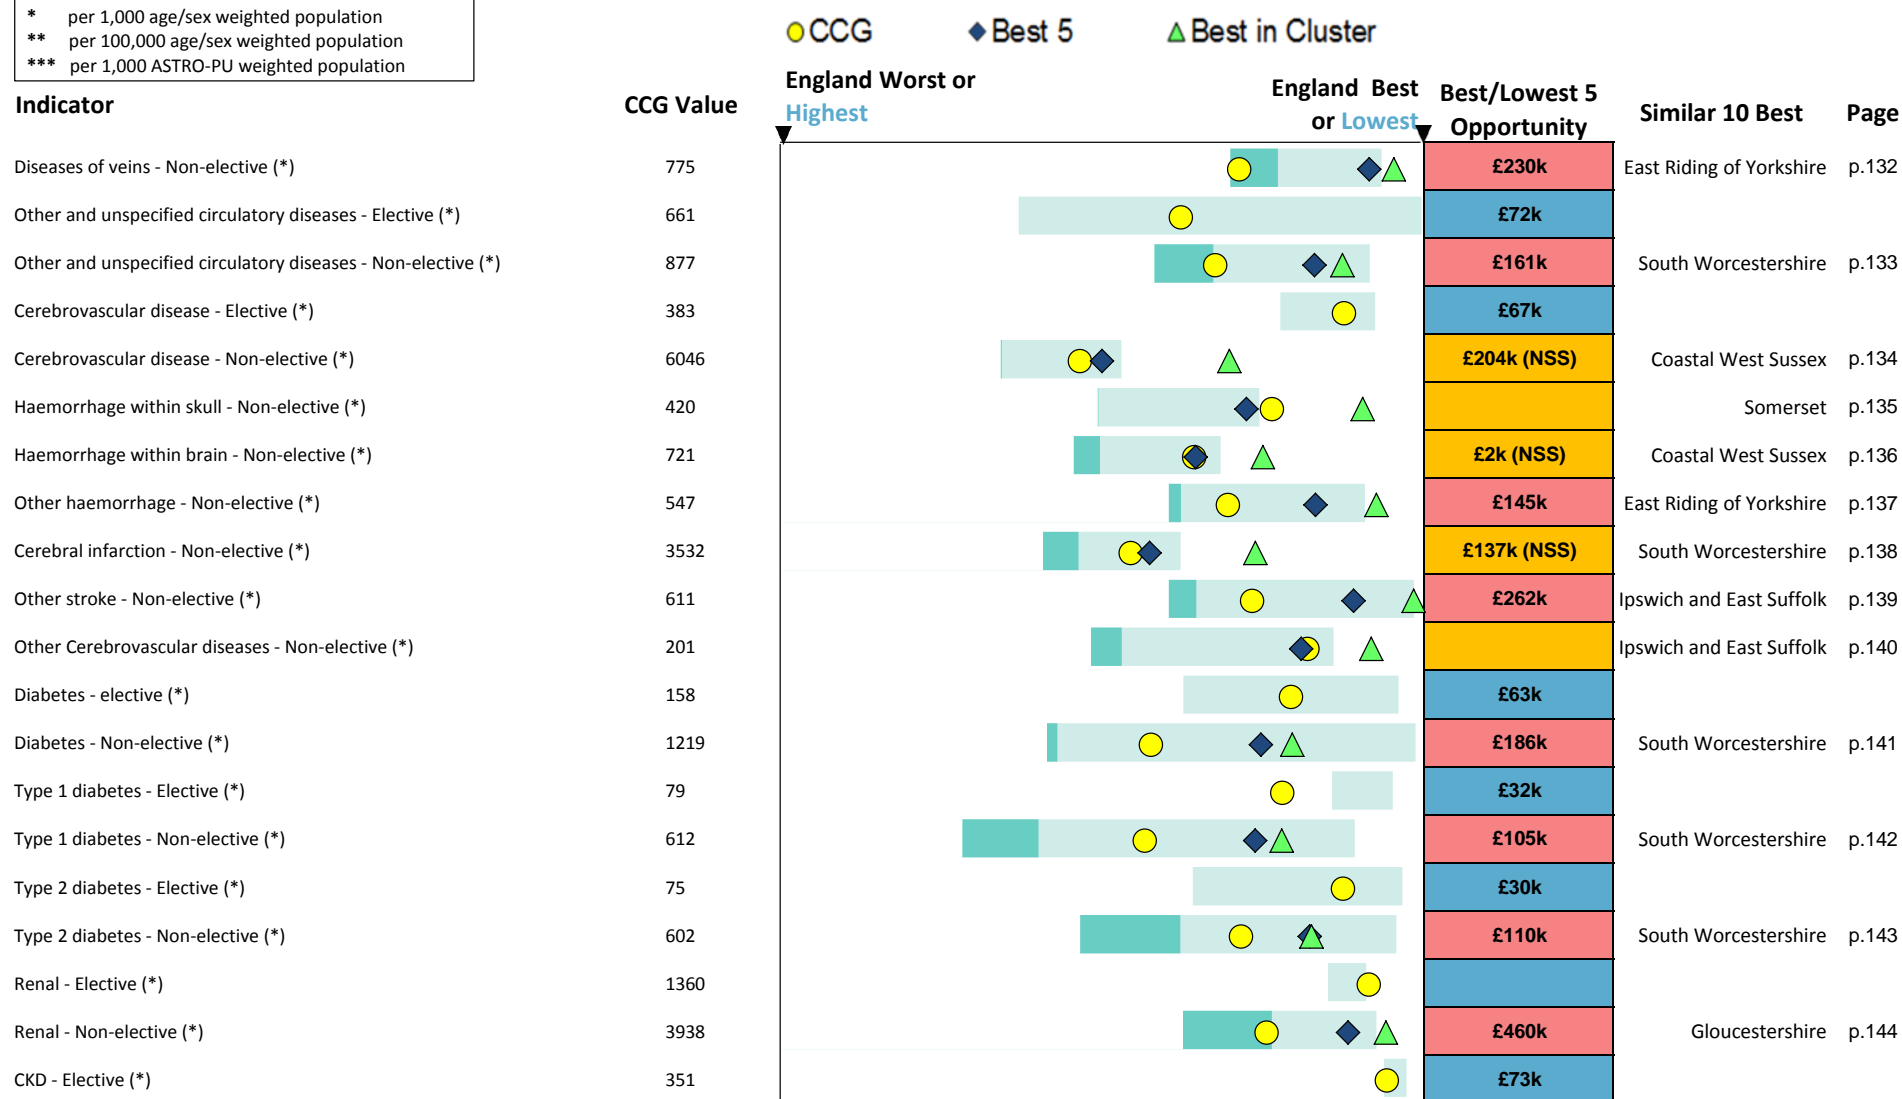 * per 1,000 age/sex weighted population
** per 100,000 age/sex weighted population
*** per 1,000 ASTRO-PU weighted population
CCG Best 5 Best in Cluster
Indicator CCG Value England Worst or Highest England Best or Lowest Best/Lowest 5 Opportunity Similar 10 Best Page
Diseases of veins - Non-elective (*) 775 £230k East Riding of Yorkshire p.132
Other and unspecified circulatory diseases - Elective (*) 661 £72k
Other and unspecified circulatory diseases - Non-elective (*) 877 £161k South Worcestershire p.133
Cerebrovascular disease - Elective (*) 383 £67k
Cerebrovascular disease - Non-elective (*) 6046 £204k (NSS) Coastal West Sussex p.134
Haemorrhage within skull - Non-elective (*) 420 Somerset p.135
Haemorrhage within brain - Non-elective (*) 721 £2k (NSS) Coastal West Sussex p.136
Other haemorrhage - Non-elective (*) 547 £145k East Riding of Yorkshire p.137
Cerebral infarction - Non-elective (*) 3532 £137k (NSS) South Worcestershire p.138
Other stroke - Non-elective (*) 611 £262k Ipswich and East Suffolk p.139
Other Cerebrovascular diseases - Non-elective (*) 201 Ipswich and East Suffolk p.140
Diabetes - elective (*) 158 £63k
Diabetes - Non-elective (*) 1219 £186k South Worcestershire p.141
Type 1 diabetes - Elective (*) 79 £32k
Type 1 diabetes - Non-elective (*) 612 £105k South Worcestershire p.142
Type 2 diabetes - Elective (*) 75 £30k
Type 2 diabetes - Non-elective (*) 602 £110k South Worcestershire p.143
Renal - Elective (*) 1360
Renal - Non-elective (*) 3938 £460k Gloucestershire p.144
CKD - Elective (*) 351 £73k